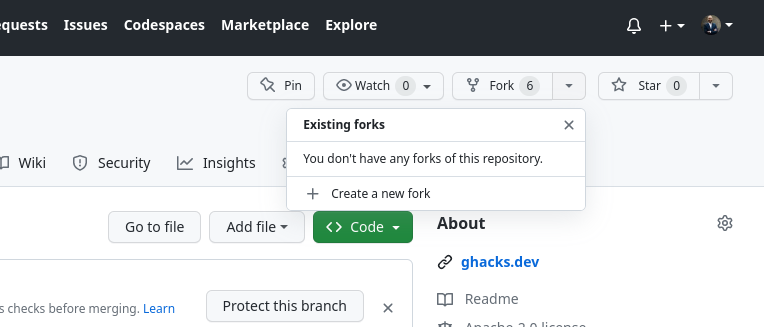 Issues Codespaces Marketplace Explore
Pin Watch 0 Fork 6 Star 0
Existing forks
You don't have any forks of this repository.
Wiki Security Insights
Create a new fork
Go to file Add file Code About
ghacks.dev
Readme
checks before merging. Learn Protect this branch